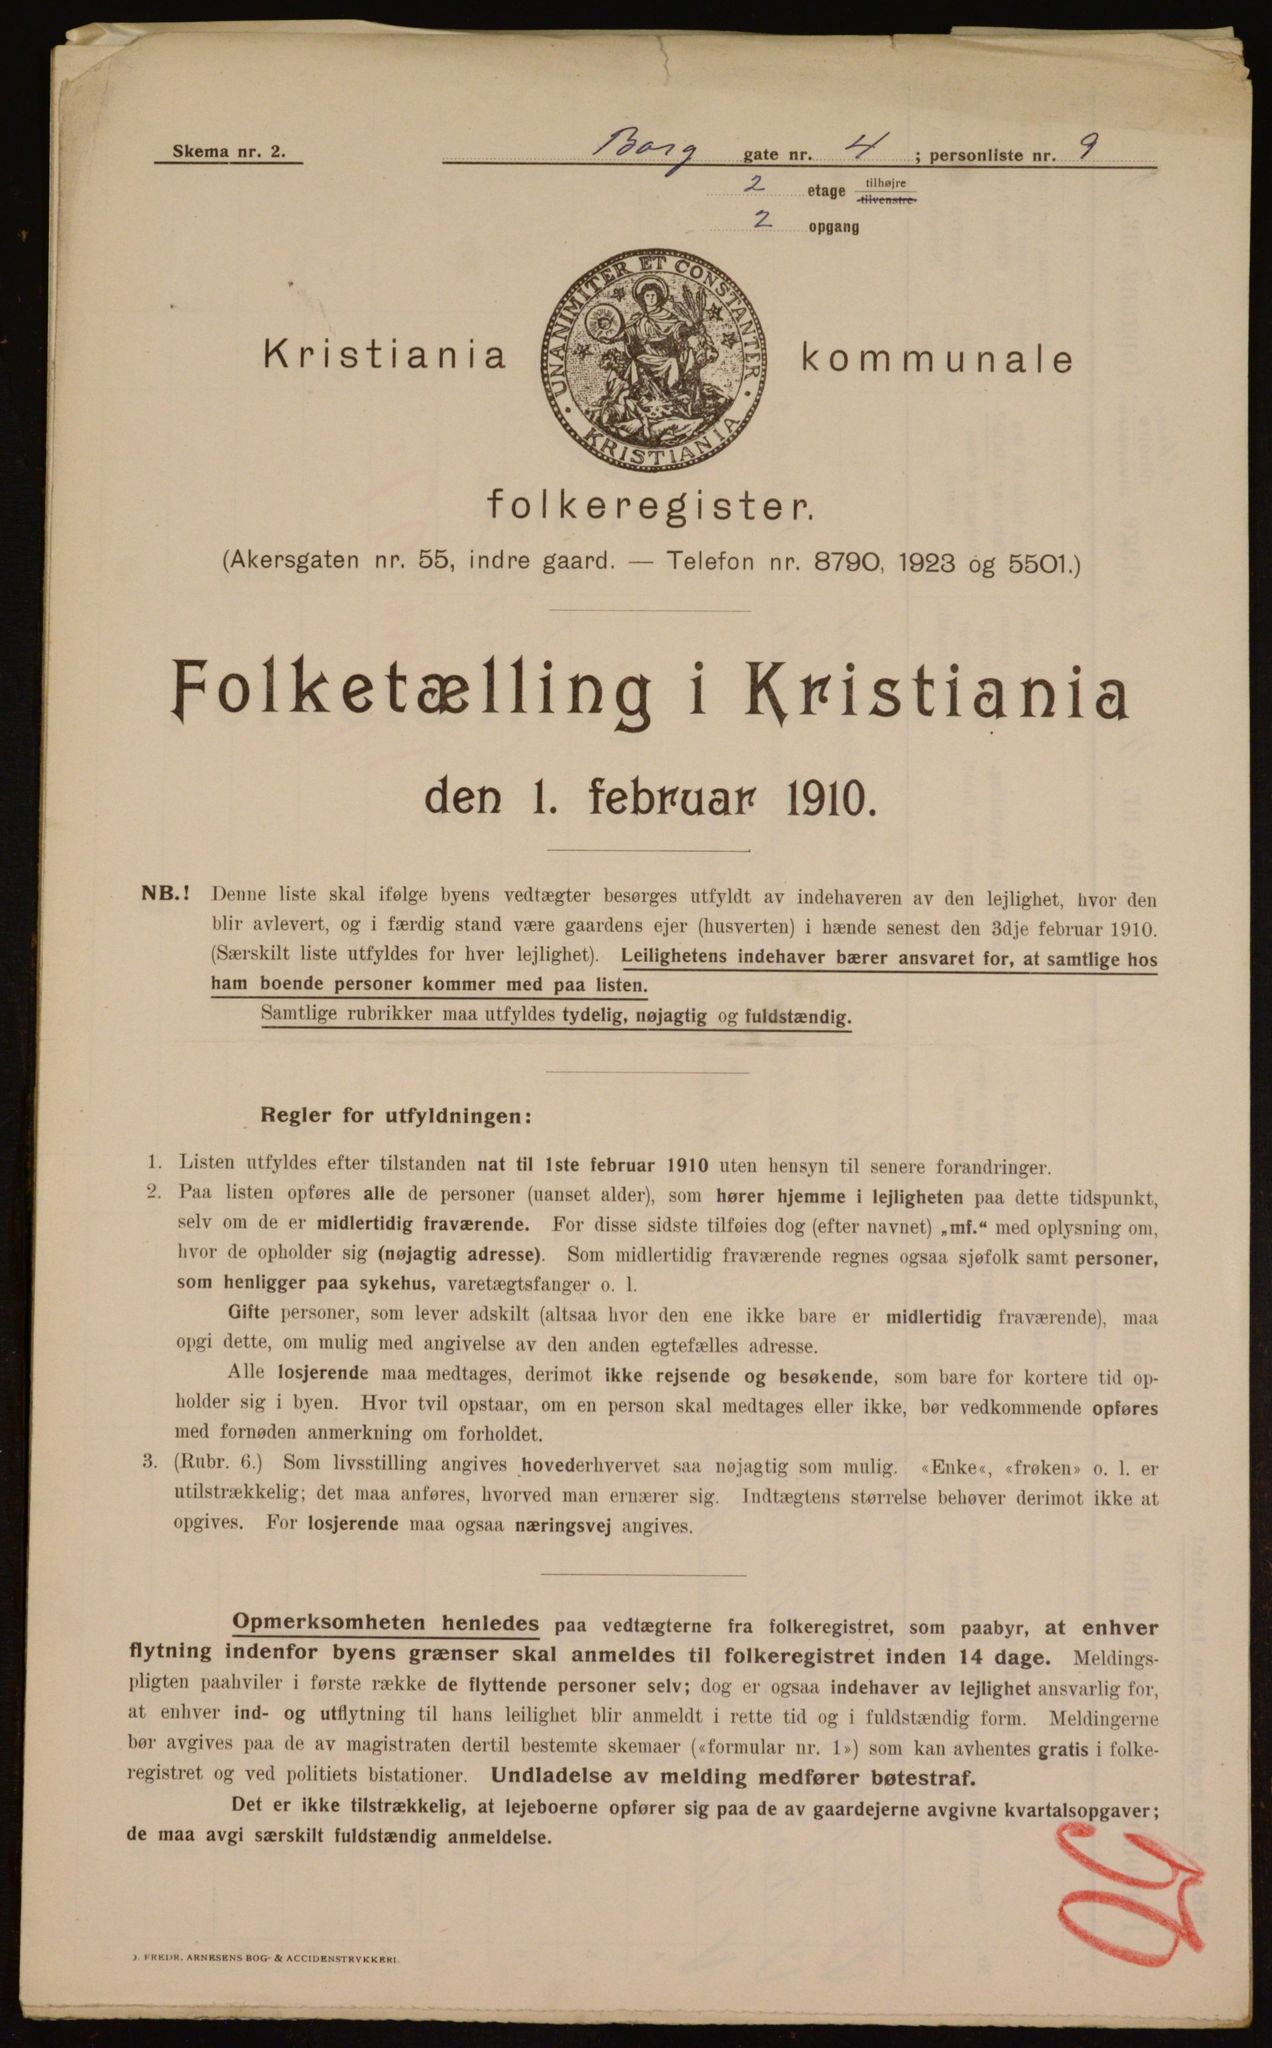 Skema nr. 2.
Borg gate nr. 4 ; personliste nr. 9
2 etage tilhøjre tilvenstre
2 opgang
UNANIMITER ET CONSTANTER · KRISTIANIA ·
Kristiania kommunale
folkeregister.
(Akersgaten nr. 55, indre gaard. — Telefon nr. 8790, 1923 og 5501.)
Folketælling i Kristiania
den 1. februar 1910.
NB.! Denne liste skal ifølge byens vedtægter besørges utfyldt av indehaveren av den lejlighet, hvor den
blir avlevert, og i færdig stand være gaardens ejer (husverten) i hænde senest den 3dje februar 1910.
(Særskilt liste utfyldes for hver lejlighet). Leilighetens indehaver bærer ansvaret for, at samtlige hos
ham boende personer kommer med paa listen.
Samtlige rubrikker maa utfyldes tydelig, nøjagtig og fuldstændig.
Regler for utfyldningen:
1. Listen utfyldes efter tilstanden nat til 1ste februar 1910 uten hensyn til senere forandringer.
2. Paa listen opføres alle de personer (uanset alder), som hører hjemme i lejligheten paa dette tidspunkt,
selv om de er midlertidig fraværende. For disse sidste tilføies dog (efter navnet) „mf.“ med oplysning om,
hvor de opholder sig (nøjagtig adresse). Som midlertidig fraværende regnes ogsaa sjøfolk samt personer,
som henligger paa sykehus, varetægtsfanger o. l.
Gifte personer, som lever adskilt (altsaa hvor den ene ikke bare er midlertidig fraværende), maa
opgi dette, om mulig med angivelse av den anden egtefælles adresse.
Alle losjerende maa medtages, derimot ikke rejsende og besøkende, som bare for kortere tid op-
holder sig i byen. Hvor tvil opstaar, om en person skal medtages eller ikke, bør vedkommende opføres
med fornøden anmerkning om forholdet.
3. (Rubr. 6.) Som livsstilling angives hovederhvervet saa nøjagtig som mulig. «Enke«, «frøken» o. l. er
utilstrækkelig; det maa anføres, hvorved man ernærer sig. Indtægtens størrelse behøver derimot ikke at
opgives. For losjerende maa ogsaa næringsvej angives.
Opmerksomheten henledes paa vedtægterne fra folkeregistret, som paabyr, at enhver
flytning indenfor byens grænser skal anmeldes til folkeregistret inden 14 dage. Meldings-
pligten paahviler i første række de flyttende personer selv; dog er ogsaa indehaver av lejlighet ansvarlig for,
at enhver ind- og utflytning til hans leilighet blir anmeldt i rette tid og i fuldstændig form. Meldingerne
bør avgives paa de av magistraten dertil bestemte skemaer («formular nr. 1») som kan avhentes gratis i folke-
registret og ved politiets bistationer. Undladelse av melding medfører bøtestraf.
Det er ikke tilstrækkelig, at lejeboerne opfører sig paa de av gaardejerne avgivne kvartalsopgaver;
de maa avgi særskilt fuldstændig anmeldelse.
J. FREDR. ARNESENS BOG- & ACCIDENSTRYKKERI.